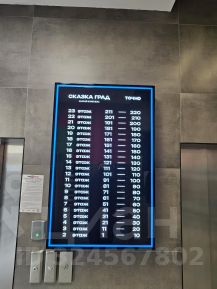 СКАЗКА ГРАД ТОЧНО
23 этаж 211 — 220
22 этаж 201 — 210
21 этаж 191 — 200
20 этаж 181 — 190
19 этаж 171 — 180
18 этаж 161 — 170
17 этаж 151 — 160
16 этаж 141 — 150
15 этаж 131 — 140
14 этаж 121 — 130
13 этаж 111 — 120
12 этаж 101 — 110
11 этаж 91 — 100
10 этаж 81 — 90
9 этаж 71 — 80
8 этаж 61 — 70
7 этаж 51 — 60
6 этаж 41 — 50
5 этаж 31 — 40
4 этаж 21 — 30
3 этаж 11 — 20
2 этаж 1 — 10
24567802